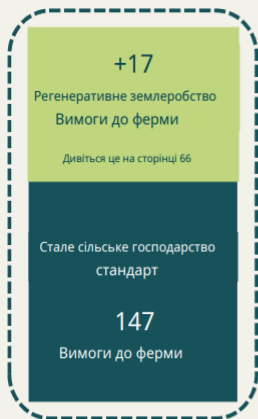 +17
Регенеративне землеробство
Вимоги до ферми
Дивіться це на сторінці 66
Стале сільське господарство
стандарт
147
Вимоги до ферми